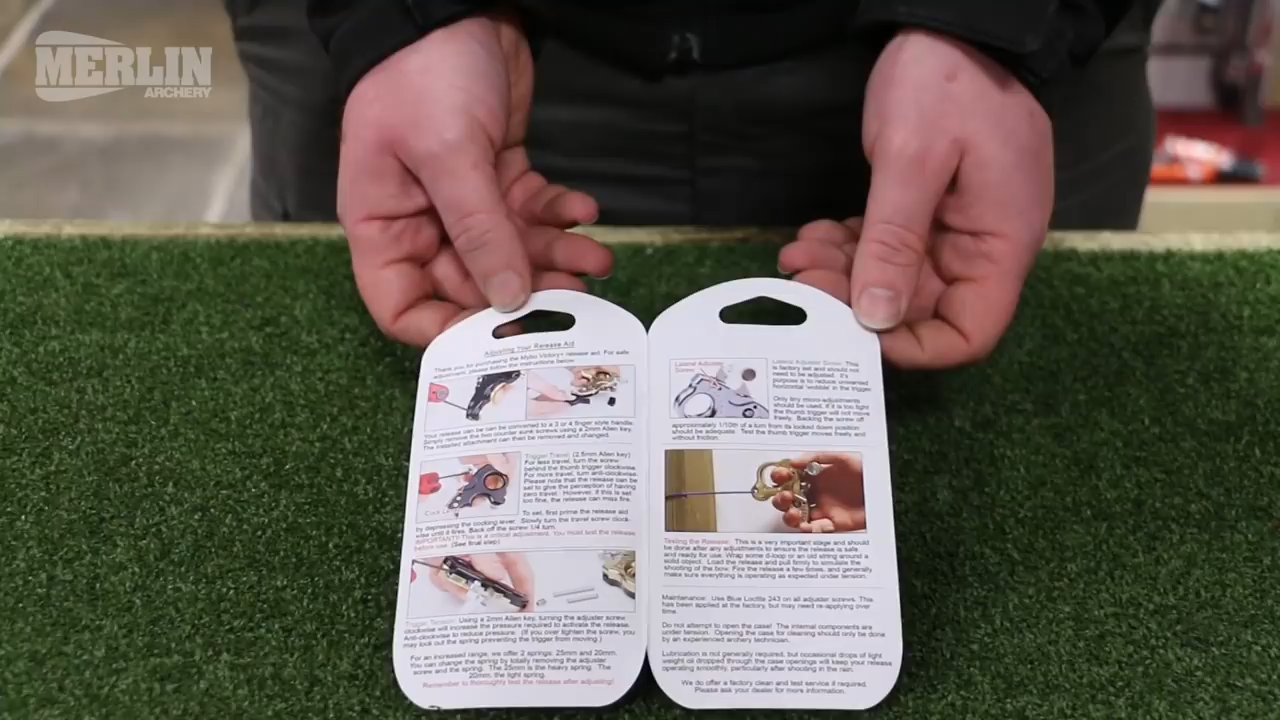 MERLIN
ARCHERY
Adjusting Your Release Aid
Thank you for purchasing the Mybo Victory+ release aid. For safe
adjustment, please follow the instructions below.
Your release can be can be converted to a 3 or 4 finger style handle.
Simply remove the two counter sunk screws using a 2mm Allen key.
The installed attachment can then be removed and changed.
Trigger Travel: (2.5mm Allen key)
For less travel, turn the screw
behind the thumb trigger clockwise.
For more travel, turn anti-clockwise.
Please note that the release can be
set to give the perception of having
zero travel. However, if this is set
too fine, the release can miss fire.
Cock
To set, first prime the release aid
by depressing the cocking lever. Slowly turn the travel screw clock-
wise until it fires. Back off the screw 1/4 turn.
IMPORTANT! This is a critical adjustment. You must test the release
before use. (See final step)
Trigger Tension: Using a 2mm Allen key, turning the adjuster screw
clockwise will increase the pressure required to activate the release.
Anti-clockwise to reduce pressure. (If you over tighten the screw, you
may lock out the spring preventing the trigger from moving.)
For an increased range, we offer 2 springs: 25mm and 20mm.
You can change the spring by totally removing the adjuster
screw and the spring. The 25mm is the heavy spring. The
20mm, the light spring.
Remember to thoroughly test the release after adjusting!
Lateral Adjuster
Screw
Lateral Adjuster Screw: This
is factory set and should not
need to be adjusted. It's
purpose is to reduce unwanted
horizontal 'wobble' in the trigger.
Only tiny micro-adjustments
should be used. If it is too tight
the thumb trigger will not move
freely. Backing the screw off
approximately 1/10th of a turn from its locked down position
should be adequate. Test the thumb trigger moves freely and
without friction.
Testing the Release: This is a very important stage and should
be done after any adjustments to ensure the release is safe
and ready for use. Wrap some d-loop or an old string around a
solid object. Load the release and pull firmly to simulate the
shooting of the bow. Fire the release a few times, and generally
make sure everything is operating as expected under tension.
Maintenance: Use Blue Loctite 243 on all adjuster screws. This
has been applied at the factory, but may need re-applying over
time.
Do not attempt to open the case! The internal components are
under tension. Opening the case for cleaning should only be done
by an experienced archery technician.
Lubrication is not generally required, but occasional drops of light
weight oil dropped through the case openings will keep your release
operating smoothly, particularly after shooting in the rain.
We do offer a factory clean and test service if required.
Please ask your dealer for more information.